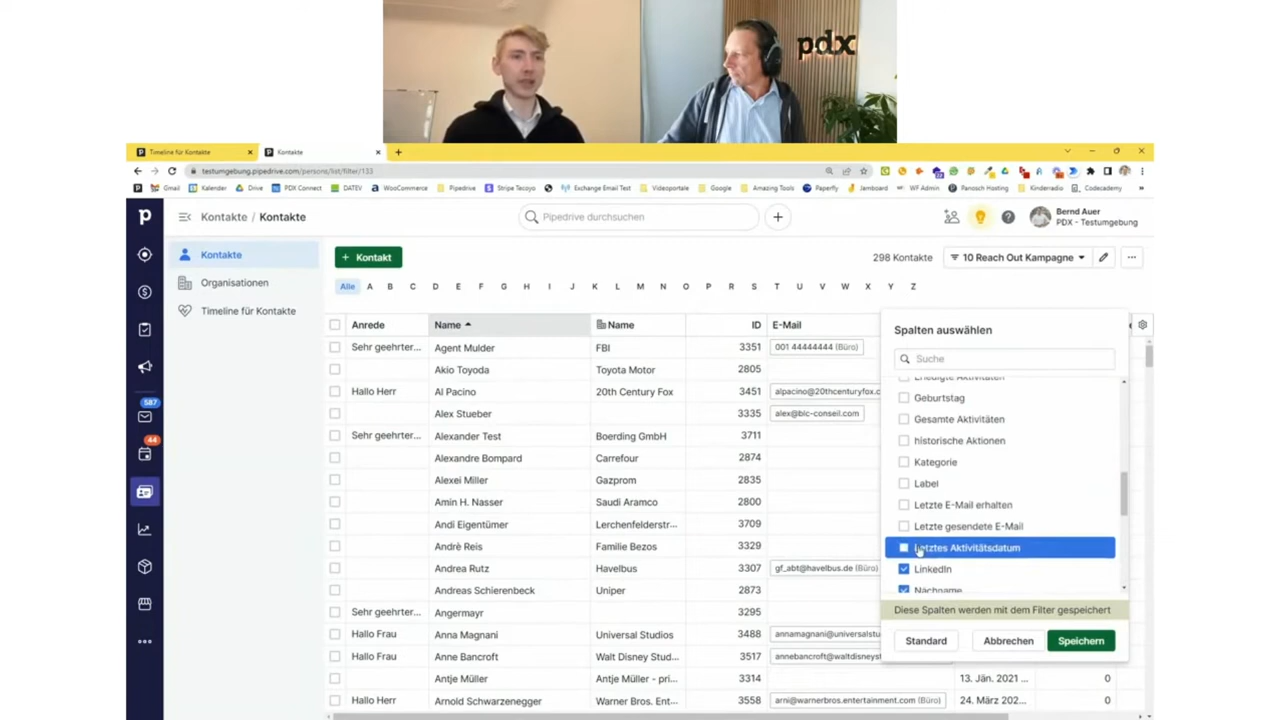 pdx
Timeline für Kontakte
Kontakte
testumgebung.pipedrive.com/persons/list/filter/133
Gmail Kalender Drive PDX Connect DATEV WooCommerce Pipedrive Stripe Tecoyo Exchange Email Test Videoportale Google Amazing Tools Paperfly Jamboard WF Admin Panosch Hosting Kinderradio Codecademy »
Kontakte / Kontakte
Pipedrive durchsuchen
Bernd Auer
PDX - Testumgebung
Kontakte
Organisationen
Timeline für Kontakte
+ Kontakt
298 Kontakte
10 Reach Out Kampagne
Alle A B C D E F G H I J K L M N O P Q R S T U V W X Y Z
Anrede Name Name ID E-Mail
Sehr geehrter... Agent Mulder FBI 3351 001 44444444 (Büro)
Akio Toyoda Toyota Motor 2805
Hallo Herr Al Pacino 20th Century Fox 3451 alpacino@20thcenturyfox.c
Alex Stueber 3335 alex@blc-conseil.com
Sehr geehrter... Alexander Test Boerding GmbH 3711
Alexandre Bompard Carrefour 2874
Alexei Miller Gazprom 2835
Amin H. Nasser Saudi Aramco 2800
Andi Eigentümer Lerchenfelderstr... 3709
Andrè Reis Familie Bezos 3329
Andrea Rutz Havelbus 3307 gf_abt@havelbus.de (Büro)
Andreas Schierenbeck Uniper 2873
Sehr geehrter... Angermayr 3295
Hallo Frau Anna Magnani Universal Studios 3488 annamagnani@universalstu
Hallo Frau Anne Bancroft Walt Disney Stud... 3517 annebancroft@waltdisneyst
Antje Müller Antje Müller - pri... 3314 13. Jän. 2021 ... 0
Hallo Herr Arnold Schwarzenegger Warner Bros. Ent... 3558 arni@warnerbros.entertainment.com (Büro) 24. März 202... 0
587
44
Spalten auswählen
Suche
Erledigte Aktivitäten
Geburtstag
Gesamte Aktivitäten
historische Aktionen
Kategorie
Label
Letzte E-Mail erhalten
Letzte gesendete E-Mail
Letztes Aktivitätsdatum
LinkedIn
Nachname
Diese Spalten werden mit dem Filter gespeichert
Standard Abbrechen Speichern